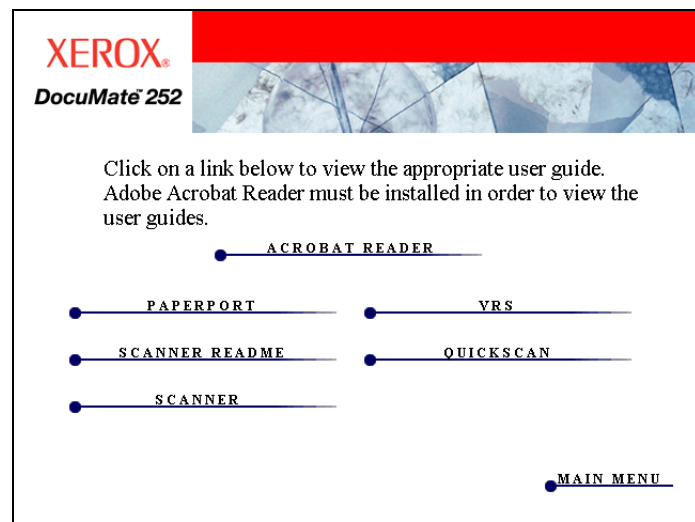 XEROX®
DocuMate™ 252
Click on a link below to view the appropriate user guide.
Adobe Acrobat Reader must be installed in order to view the
user guides.
ACROBAT READER
PAPERPORT
VRS
SCANNER README
QUICKSCAN
SCANNER
MAIN MENU